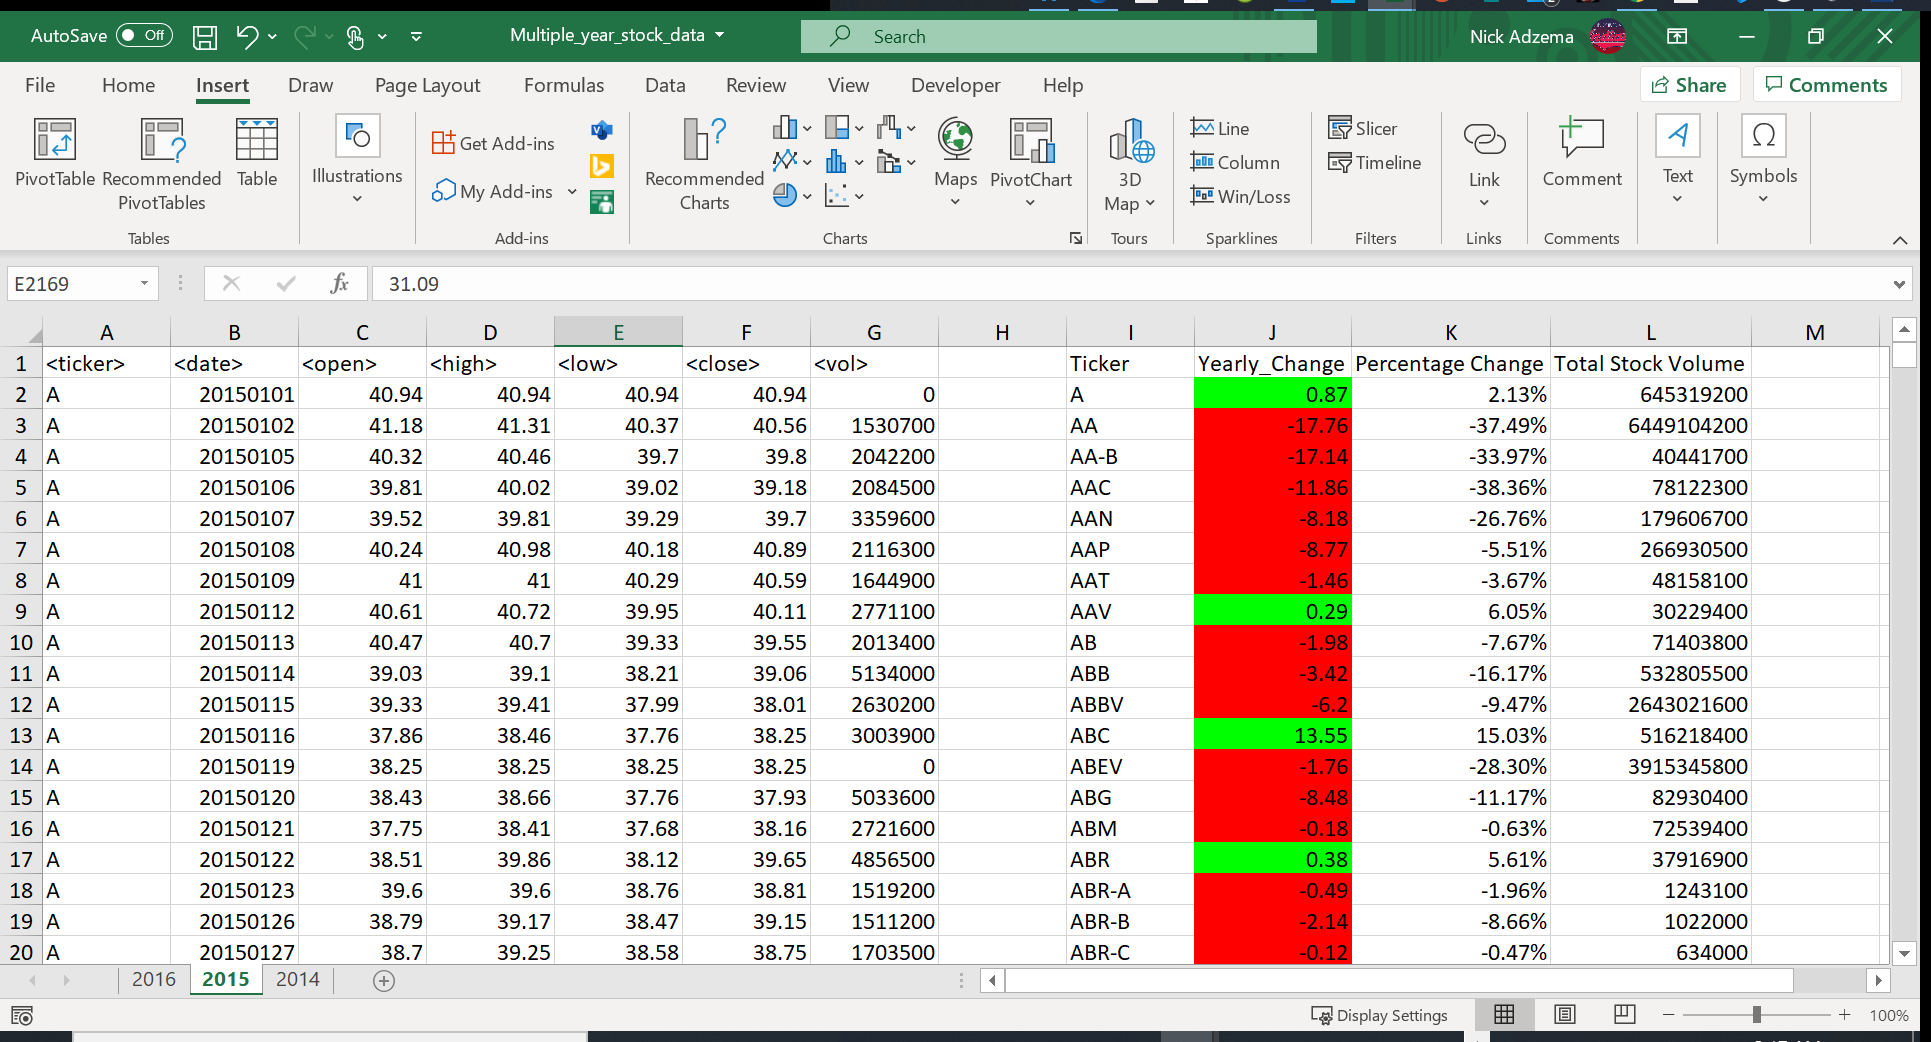 AutoSave Off Multiple_year_stock_data Search Nick Adzema
File Home Insert Draw Page Layout Formulas Data Review View Developer Help Share Comments
PivotTable Recommended PivotTables Table Tables
Illustrations
Get Add-ins
My Add-ins
Add-ins
Recommended Charts Maps PivotChart Charts
3D Map Tours
Line
Column
Win/Loss
Sparklines
Slicer
Timeline
Filters
Link Links
Comment Comments
Text
Symbols
E2169 fx 31.09
A B C D E F G H I J K L M
1 <ticker> <date> <open> <high> <low> <close> <vol> Ticker Yearly_Change Percentage Change Total Stock Volume
2 A 20150101 40.94 40.94 40.94 40.94 0 A 0.87 2.13% 645319200
3 A 20150102 41.18 41.31 40.37 40.56 1530700 AA -17.76 -37.49% 6449104200
4 A 20150105 40.32 40.46 39.7 39.8 2042200 AA-B -17.14 -33.97% 40441700
5 A 20150106 39.81 40.02 39.02 39.18 2084500 AAC -11.86 -38.36% 78122300
6 A 20150107 39.52 39.81 39.29 39.7 3359600 AAN -8.18 -26.76% 179606700
7 A 20150108 40.24 40.98 40.18 40.89 2116300 AAP -8.77 -5.51% 266930500
8 A 20150109 41 41 40.29 40.59 1644900 AAT -1.46 -3.67% 48158100
9 A 20150112 40.61 40.72 39.95 40.11 2771100 AAV 0.29 6.05% 30229400
10 A 20150113 40.47 40.7 39.33 39.55 2013400 AB -1.98 -7.67% 71403800
11 A 20150114 39.03 39.1 38.21 39.06 5134000 ABB -3.42 -16.17% 532805500
12 A 20150115 39.33 39.41 37.99 38.01 2630200 ABBV -6.2 -9.47% 2643021600
13 A 20150116 37.86 38.46 37.76 38.25 3003900 ABC 13.55 15.03% 516218400
14 A 20150119 38.25 38.25 38.25 38.25 0 ABEV -1.76 -28.30% 3915345800
15 A 20150120 38.43 38.66 37.76 37.93 5033600 ABG -8.48 -11.17% 82930400
16 A 20150121 37.75 38.41 37.68 38.16 2721600 ABM -0.18 -0.63% 72539400
17 A 20150122 38.51 39.86 38.12 39.65 4856500 ABR 0.38 5.61% 37916900
18 A 20150123 39.6 39.6 38.76 38.81 1519200 ABR-A -0.49 -1.96% 1243100
19 A 20150126 38.79 39.17 38.47 39.15 1511200 ABR-B -2.14 -8.66% 1022000
20 A 20150127 38.7 39.25 38.58 38.75 1703500 ABR-C -0.12 -0.47% 634000
2016 2015 2014
Display Settings 100%